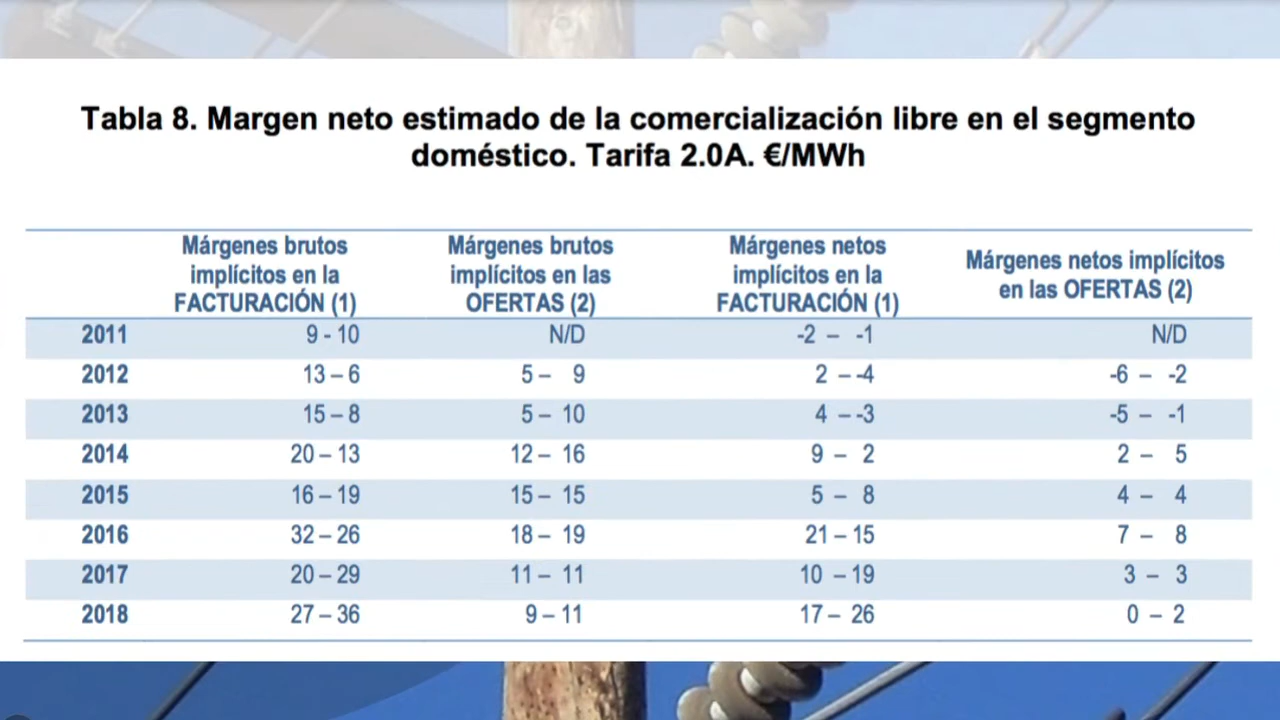 Tabla 8. Margen neto estimado de la comercialización libre en el segmento
doméstico. Tarifa 2.0A. €/MWh
Márgenes brutos implícitos en la FACTURACIÓN (1) Márgenes brutos implícitos en las OFERTAS (2) Márgenes netos implícitos en la FACTURACIÓN (1) Márgenes netos implícitos en las OFERTAS (2)
2011 9 - 10 N/D -2 – -1 N/D
2012 13 – 6 5 – 9 2 – -4 -6 – -2
2013 15 – 8 5 – 10 4 – -3 -5 – -1
2014 20 – 13 12 – 16 9 – 2 2 – 5
2015 16 – 19 15 – 15 5 – 8 4 – 4
2016 32 – 26 18 – 19 21 – 15 7 – 8
2017 20 – 29 11 – 11 10 – 19 3 – 3
2018 27 – 36 9 – 11 17 – 26 0 – 2